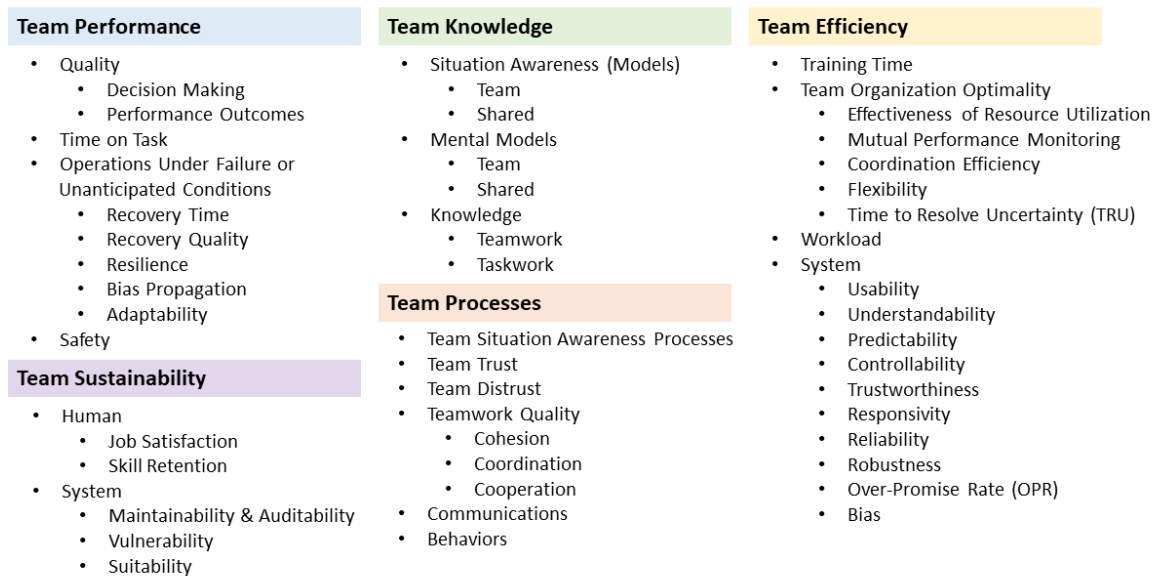 Team Performance
• Quality
• Decision Making
• Performance Outcomes
• Time on Task
• Operations Under Failure or
Unanticipated Conditions
• Recovery Time
• Recovery Quality
• Resilience
• Bias Propagation
• Adaptability
• Safety
Team Sustainability
• Human
• Job Satisfaction
• Skill Retention
• System
• Maintainability & Auditability
• Vulnerability
• Suitability
Team Knowledge
• Situation Awareness (Models)
• Team
• Shared
• Mental Models
• Team
• Shared
• Knowledge
• Teamwork
• Taskwork
Team Processes
• Team Situation Awareness Processes
• Team Trust
• Team Distrust
• Teamwork Quality
• Cohesion
• Coordination
• Cooperation
• Communications
• Behaviors
Team Efficiency
• Training Time
• Team Organization Optimality
• Effectiveness of Resource Utilization
• Mutual Performance Monitoring
• Coordination Efficiency
• Flexibility
• Time to Resolve Uncertainty (TRU)
• Workload
• System
• Usability
• Understandability
• Predictability
• Controllability
• Trustworthiness
• Responsivity
• Reliability
• Robustness
• Over-Promise Rate (OPR)
• Bias